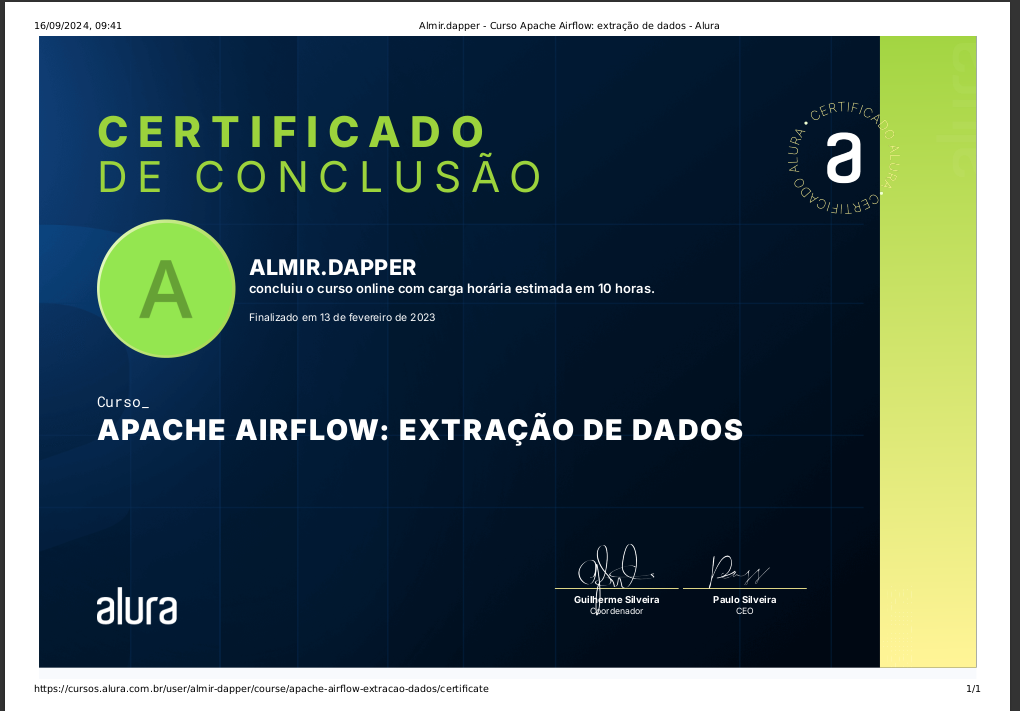 16/09/2024, 09:41
Almir.dapper - Curso Apache Airflow: extração de dados - Alura
CERTIFICADO
DE CONCLUSÃO
CERTIFICADO ALURA • CERTIFICADO ALURA •
a
A
ALMIR.DAPPER
concluiu o curso online com carga horária estimada em 10 horas.
Finalizado em 13 de fevereiro de 2023
Curso_
APACHE AIRFLOW: EXTRAÇÃO DE DADOS
alura
Guilherme Silveira
Coordenador
Paulo Silveira
CEO
https://cursos.alura.com.br/user/almir-dapper/course/apache-airflow-extracao-dados/certificate
1/1